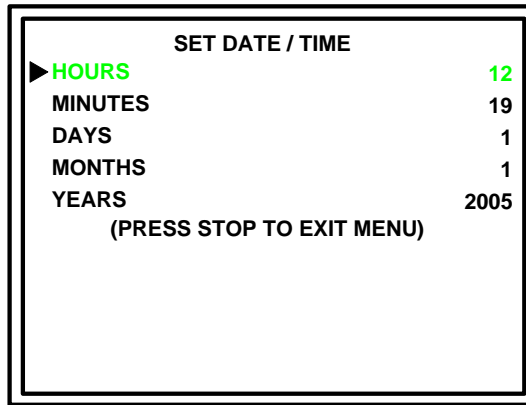 SET DATE / TIME
HOURS 12
MINUTES 19
DAYS 1
MONTHS 1
YEARS 2005
(PRESS STOP TO EXIT MENU)